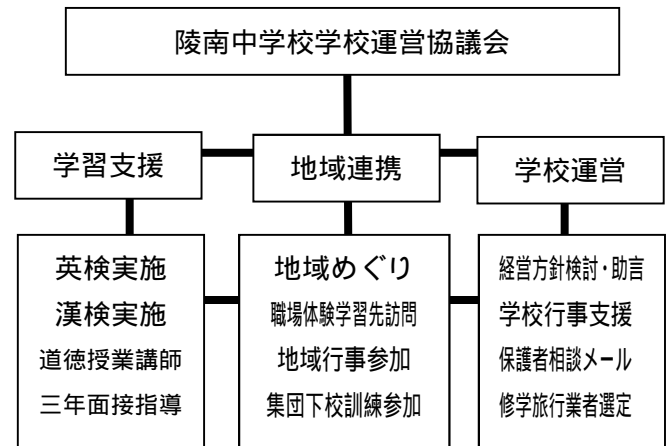 陵南中学校学校運営協議会
学習支援
地域連携
学校運営
英検実施
漢検実施
道徳授業講師
三年面接指導
地域めぐり
職場体験学習先訪問
地域行事参加
集団下校訓練参加
経営方針検討・助言
学校行事支援
保護者相談メール
修学旅行業者選定